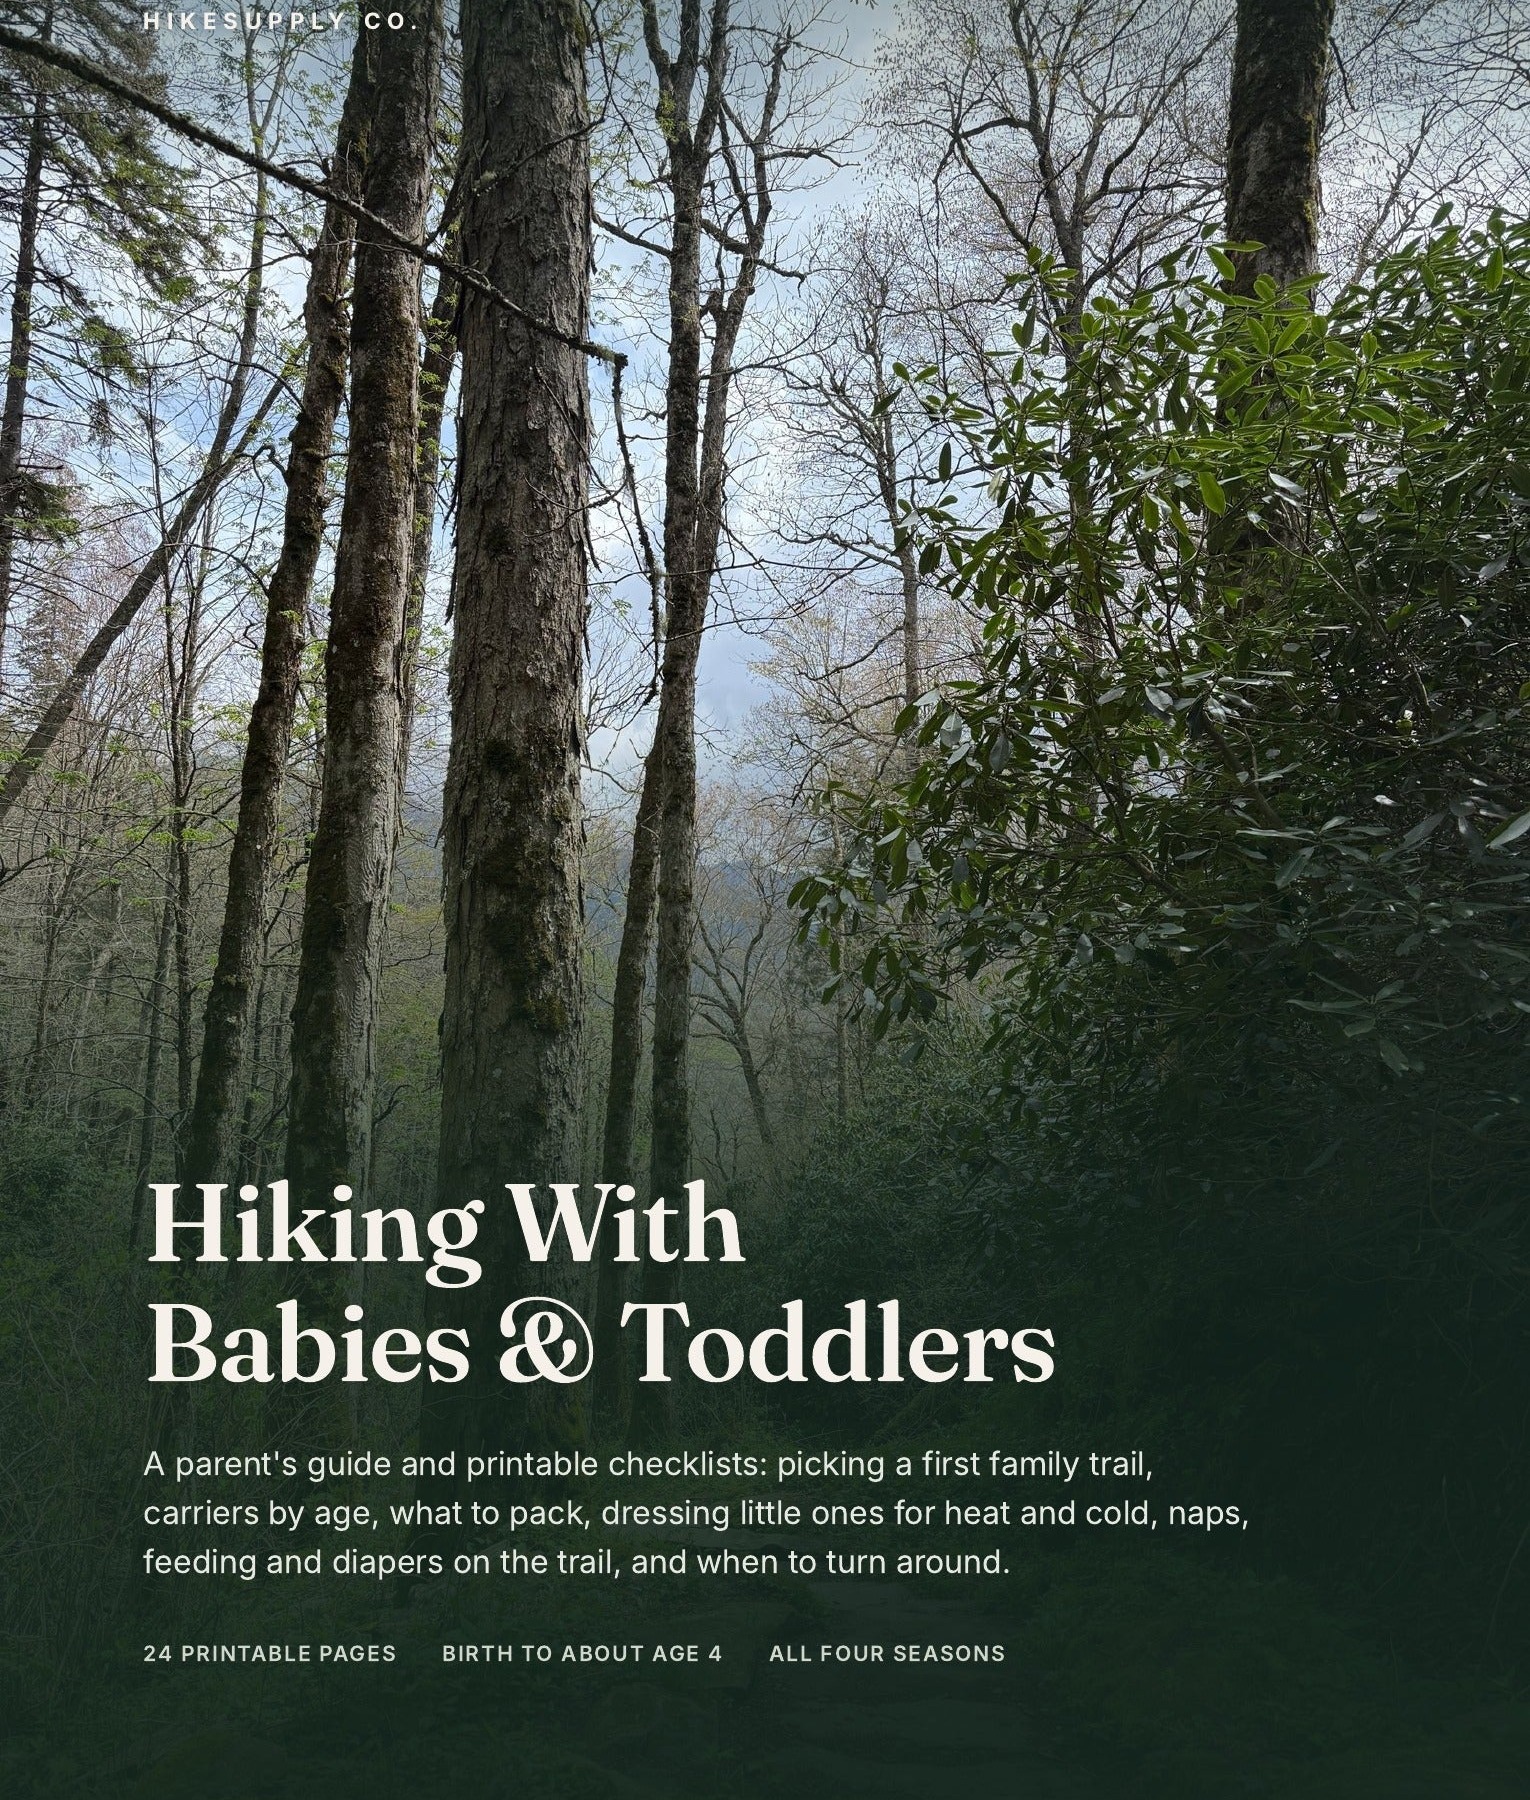 HIKESUPPLY CO.
Hiking With
Babies & Toddlers
A parent's guide and printable checklists: picking a first family trail,
carriers by age, what to pack, dressing little ones for heat and cold, naps,
feeding and diapers on the trail, and when to turn around.
24 PRINTABLE PAGES BIRTH TO ABOUT AGE 4 ALL FOUR SEASONS